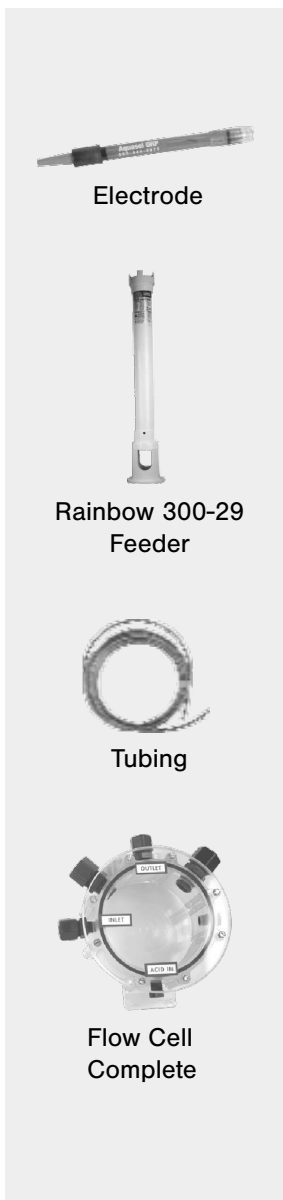 Electrode
Rainbow 300-29
Feeder
Tubing
OUTLET
INLET
ACID IN
Flow Cell
Complete